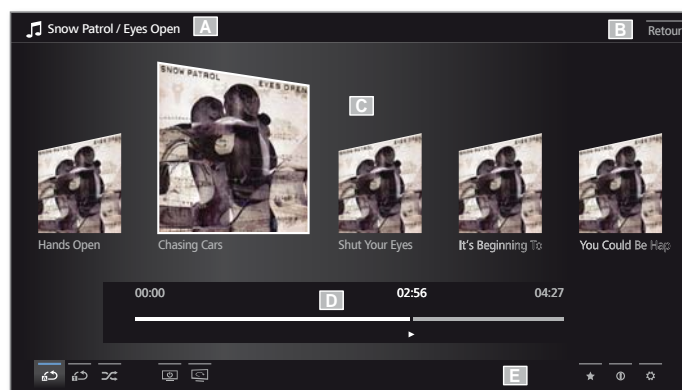 Snow Patrol / Eyes Open A B Retour
SNOW PATROL EYES OPEN
C
Hands Open Chasing Cars Shut Your Eyes It's Beginning To You Could Be Hap
00:00 D 02:56 04:27
E